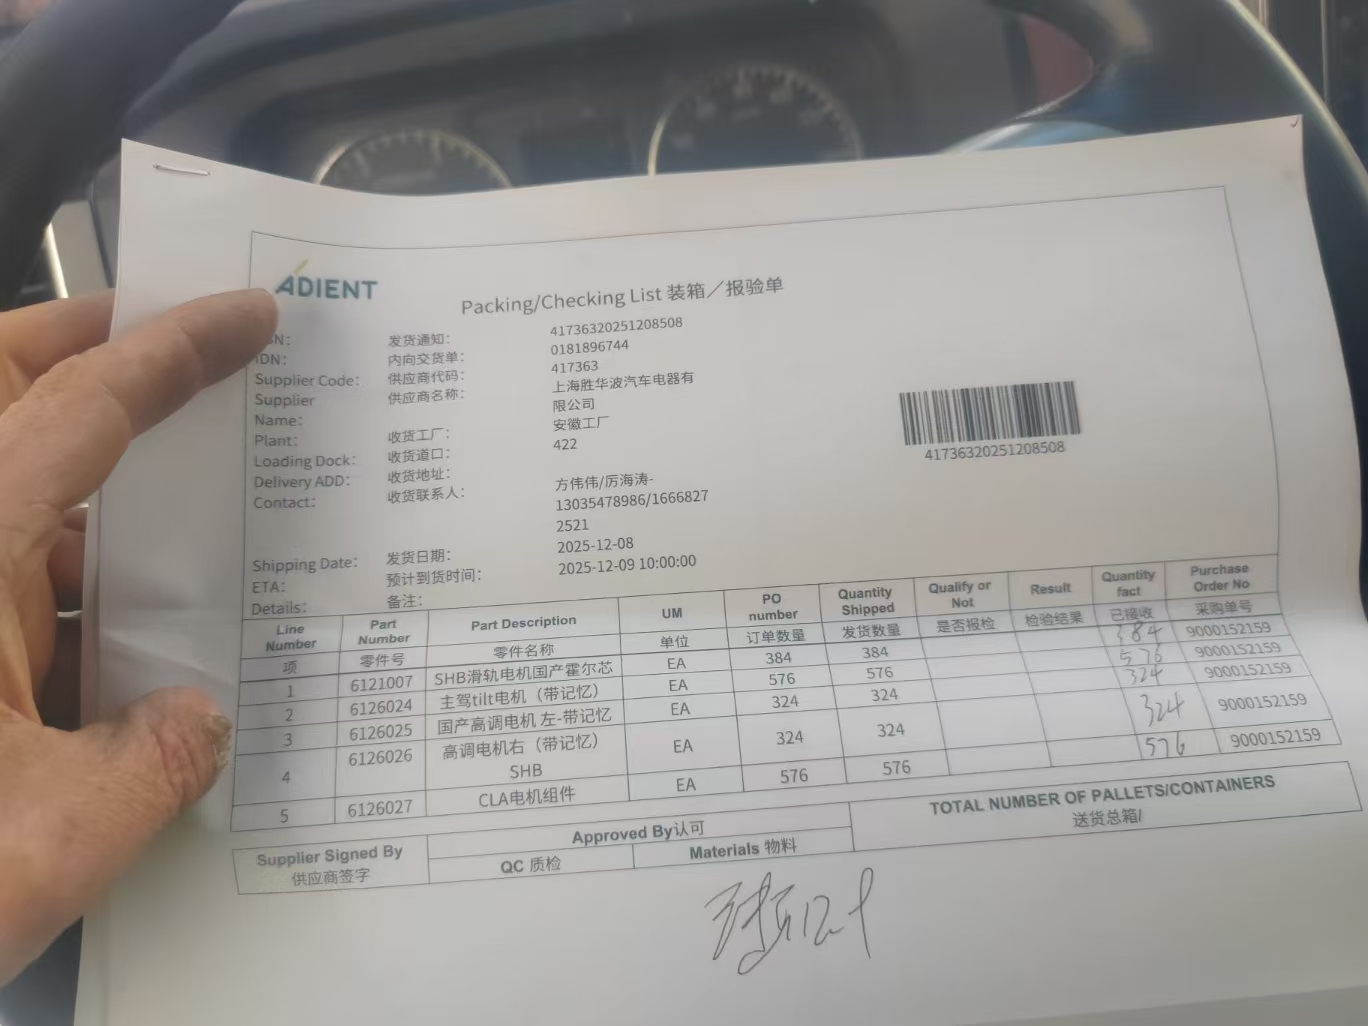 ADIENT
Packing/Checking List 装箱／报验单
SN: 发货通知: 41736320251208508
IDN: 内向交货单: 0181896744
Supplier Code: 供应商代码: 417363
Supplier Name: 供应商名称: 上海胜华波汽车电器有
限公司
Plant: 收货工厂: 安徽工厂
Loading Dock: 收货道口: 422
Delivery ADD: 收货地址:
Contact: 收货联系人: 方伟伟/厉海涛-
13035478986/1666827
2521
Shipping Date: 发货日期: 2025-12-08
ETA: 预计到货时间: 2025-12-09 10:00:00
Details: 备注:
41736320251208508
Line Number Part Number Part Description UM PO number Quantity Shipped Qualify or Not Result Quantity fact Purchase Order No
项 零件号 零件名称 单位 订单数量 发货数量 是否报检 检验结果 已接收 采购单号
1 6121007 SHB滑轨电机国产霍尔芯 EA 384 384 384 9000152159
2 6126024 主驾tilt电机（带记忆） EA 576 576 576 9000152159
3 6126025 国产高调电机 左-带记忆 EA 324 324 324 9000152159
4 6126026 高调电机右（带记忆） SHB EA 324 324 324 9000152159
5 6126027 CLA电机组件 EA 576 576 576 9000152159
Supplier Signed By Approved By认可 TOTAL NUMBER OF PALLETS/CONTAINERS
供应商签字 QC 质检 Materials 物料 送货总箱/